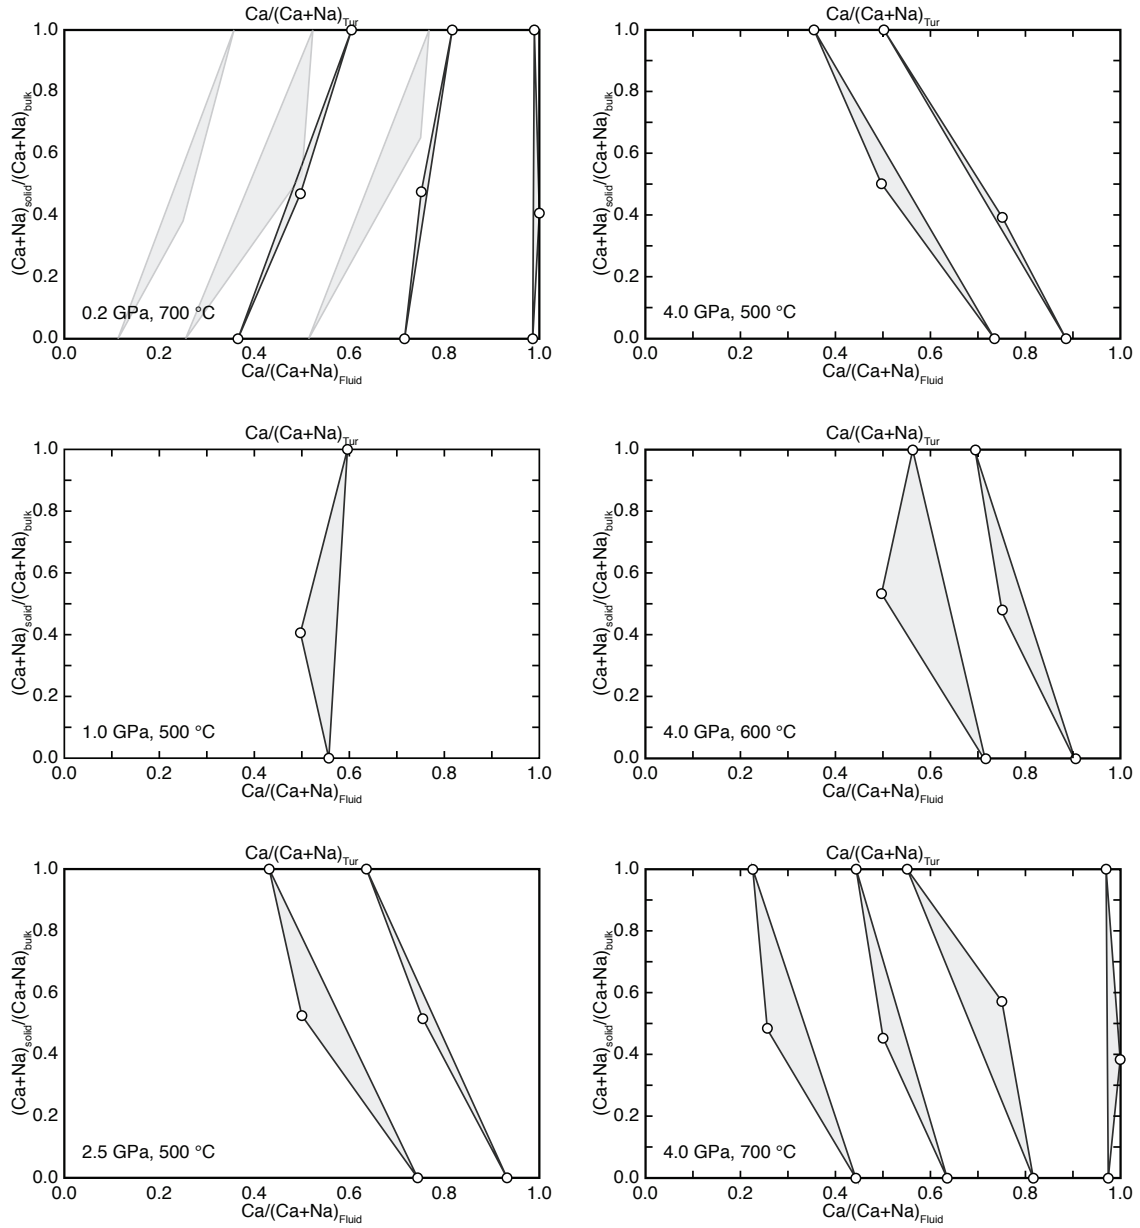 Ca/(Ca+Na)Tur
1.0
0.8
0.6
0.4
0.2
0.0
(Ca+Na)solid/(Ca+Na)bulk
0.2 GPa, 700 °C
0.0 0.2 0.4 0.6 0.8 1.0
Ca/(Ca+Na)Fluid
Ca/(Ca+Na)Tur
1.0
0.8
0.6
0.4
0.2
0.0
(Ca+Na)solid/(Ca+Na)bulk
4.0 GPa, 500 °C
0.0 0.2 0.4 0.6 0.8 1.0
Ca/(Ca+Na)Fluid
Ca/(Ca+Na)Tur
1.0
0.8
0.6
0.4
0.2
0.0
(Ca+Na)solid/(Ca+Na)bulk
1.0 GPa, 500 °C
0.0 0.2 0.4 0.6 0.8 1.0
Ca/(Ca+Na)Fluid
Ca/(Ca+Na)Tur
1.0
0.8
0.6
0.4
0.2
0.0
(Ca+Na)solid/(Ca+Na)bulk
4.0 GPa, 600 °C
0.0 0.2 0.4 0.6 0.8 1.0
Ca/(Ca+Na)Fluid
Ca/(Ca+Na)Tur
1.0
0.8
0.6
0.4
0.2
0.0
(Ca+Na)solid/(Ca+Na)bulk
2.5 GPa, 500 °C
0.0 0.2 0.4 0.6 0.8 1.0
Ca/(Ca+Na)Fluid
Ca/(Ca+Na)Tur
1.0
0.8
0.6
0.4
0.2
0.0
(Ca+Na)solid/(Ca+Na)bulk
4.0 GPa, 700 °C
0.0 0.2 0.4 0.6 0.8 1.0
Ca/(Ca+Na)Fluid